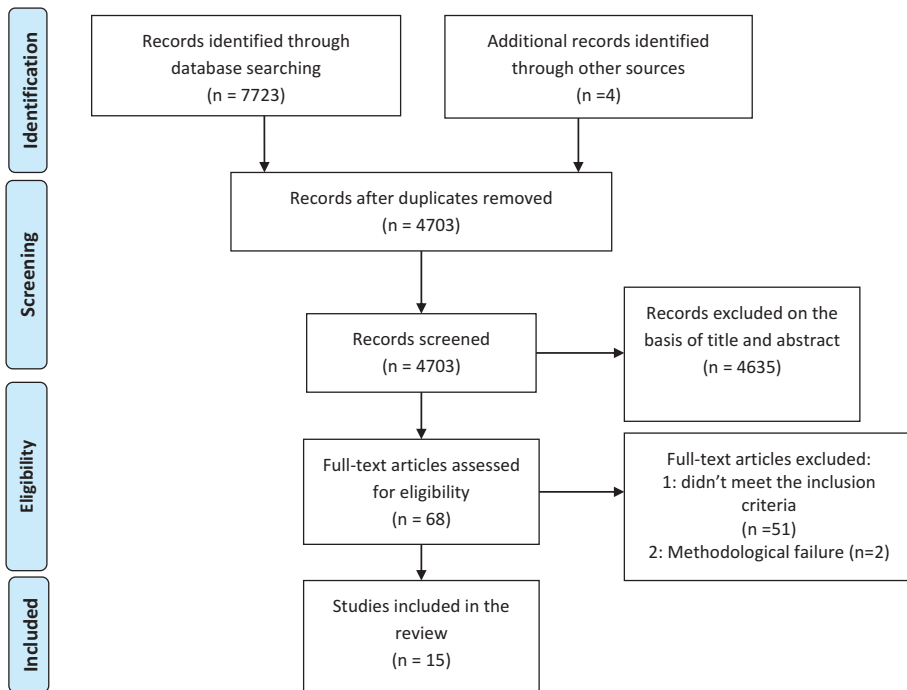 Identification
Records identified through
database searching
(n = 7723)
Additional records identified
through other sources
(n =4)
Screening
Records after duplicates removed
(n = 4703)
Records screened
(n = 4703)
Records excluded on the
basis of title and abstract
(n = 4635)
Eligibility
Full-text articles assessed
for eligibility
(n = 68)
Full-text articles excluded:
1: didn’t meet the inclusion
criteria
(n =51)
2: Methodological failure (n=2)
Included
Studies included in the
review
(n = 15)